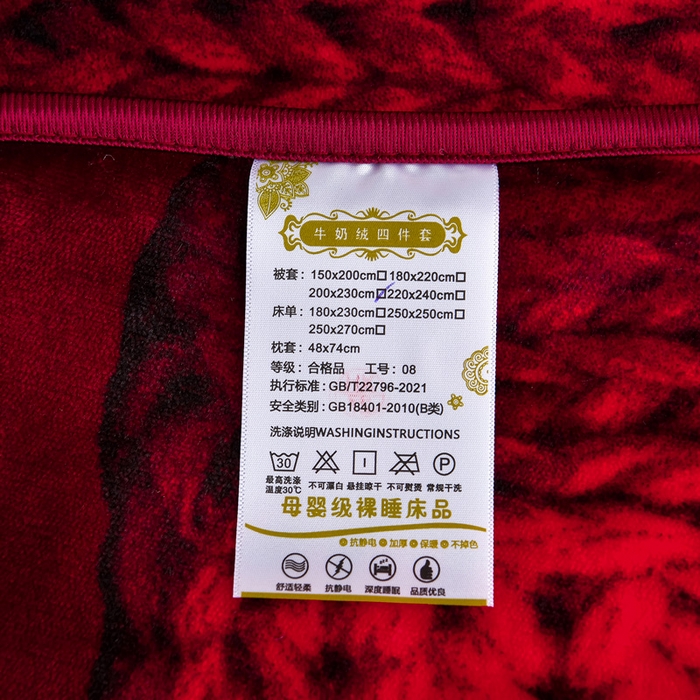 牛奶绒四件套
被套：150x200cm□180x220cm□
200x230cm☑220x240cm□
床单：180x230cm□250x250cm□
250x270cm□
枕套：48x74cm
等级：合格品 工号：08
执行标准：GB/T22796-2021
安全类别：GB18401-2010(B类)
洗涤说明WASHINGINSTRUCTIONS
30 P
最高洗涤温度30℃ 不可漂白 悬挂晾干 不可熨烫 常规干洗
母婴级裸睡床品
抗静电 加厚 保暖 不掉色
舒适轻柔 抗静电 深度睡眠 品质优良